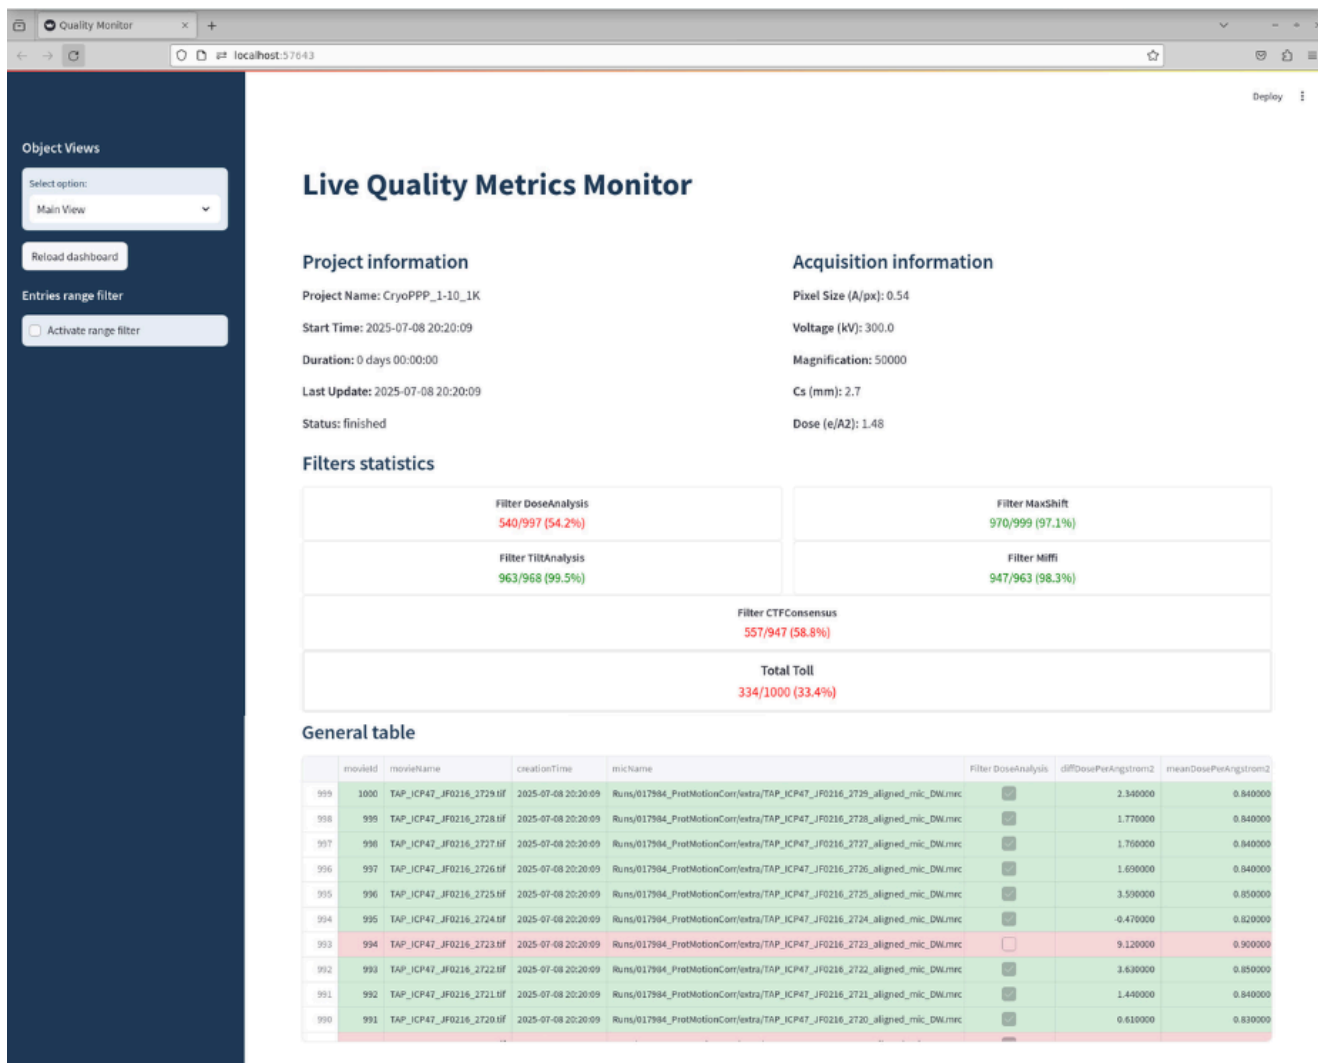 Quality Monitor
localhost:57643
Deploy
Object Views
Select option:
Main View
Reload dashboard
Entries range filter
Activate range filter
Live Quality Metrics Monitor
Project information
Project Name: CryoPPP_1-10_1K
Start Time: 2025-07-08 20:20:09
Duration: 0 days 00:00:00
Last Update: 2025-07-08 20:20:09
Status: finished
Acquisition information
Pixel Size (A/px): 0.54
Voltage (kV): 300.0
Magnification: 50000
Cs (mm): 2.7
Dose (e/A2): 1.48
Filters statistics
Filter DoseAnalysis
540/997 (54.2%)
Filter MaxShift
970/999 (97.1%)
Filter TiltAnalysis
963/968 (99.5%)
Filter Miffi
947/963 (98.3%)
Filter CTFConsensus
557/947 (58.8%)
Total Toll
334/1000 (33.4%)
General table
movieId movieName creationTime micName Filter DoseAnalysis diffDosePerAngstrom2 meanDosePerAngstrom2
999 1000 TAP_ICP47_JF0216_2729.tif 2025-07-08 20:20:09 Runs/017984_ProtMotionCorr/extra/TAP_ICP47_JF0216_2729_aligned_mic_DW.mrc 2.340000 0.840000
998 999 TAP_ICP47_JF0216_2728.tif 2025-07-08 20:20:09 Runs/017984_ProtMotionCorr/extra/TAP_ICP47_JF0216_2728_aligned_mic_DW.mrc 1.770000 0.840000
997 998 TAP_ICP47_JF0216_2727.tif 2025-07-08 20:20:09 Runs/017984_ProtMotionCorr/extra/TAP_ICP47_JF0216_2727_aligned_mic_DW.mrc 1.760000 0.840000
996 997 TAP_ICP47_JF0216_2726.tif 2025-07-08 20:20:09 Runs/017984_ProtMotionCorr/extra/TAP_ICP47_JF0216_2726_aligned_mic_DW.mrc 1.690000 0.840000
995 996 TAP_ICP47_JF0216_2725.tif 2025-07-08 20:20:09 Runs/017984_ProtMotionCorr/extra/TAP_ICP47_JF0216_2725_aligned_mic_DW.mrc 3.590000 0.850000
994 995 TAP_ICP47_JF0216_2724.tif 2025-07-08 20:20:09 Runs/017984_ProtMotionCorr/extra/TAP_ICP47_JF0216_2724_aligned_mic_DW.mrc -0.470000 0.820000
993 994 TAP_ICP47_JF0216_2723.tif 2025-07-08 20:20:09 Runs/017984_ProtMotionCorr/extra/TAP_ICP47_JF0216_2723_aligned_mic_DW.mrc 9.120000 0.900000
992 993 TAP_ICP47_JF0216_2722.tif 2025-07-08 20:20:09 Runs/017984_ProtMotionCorr/extra/TAP_ICP47_JF0216_2722_aligned_mic_DW.mrc 3.630000 0.850000
991 992 TAP_ICP47_JF0216_2721.tif 2025-07-08 20:20:09 Runs/017984_ProtMotionCorr/extra/TAP_ICP47_JF0216_2721_aligned_mic_DW.mrc 1.440000 0.840000
990 991 TAP_ICP47_JF0216_2720.tif 2025-07-08 20:20:09 Runs/017984_ProtMotionCorr/extra/TAP_ICP47_JF0216_2720_aligned_mic_DW.mrc 0.610000 0.830000